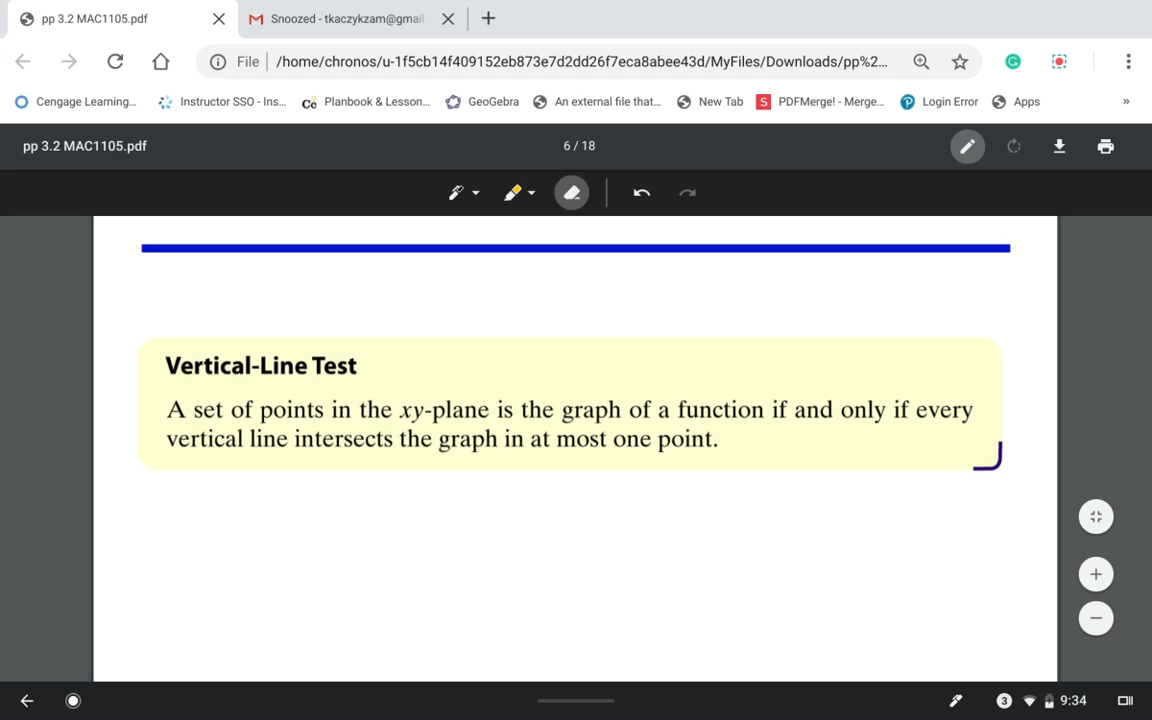 pp 3.2 MAC1105.pdf
Snoozed - tkaczykzam@gmail
File
/home/chronos/u-1f5cb14f409152eb873e7d2dd26f7eca8abee43d/MyFiles/Downloads/pp%2...
Cengage Learning...
Instructor SSO - Ins...
Planbook & Lesson...
GeoGebra
An external file that...
New Tab
PDFMerge! - Merge...
Login Error
Apps
»
pp 3.2 MAC1105.pdf
6 / 18
Vertical-Line Test
A set of points in the xy-plane is the graph of a function if and only if every
vertical line intersects the graph in at most one point.
3
9:34